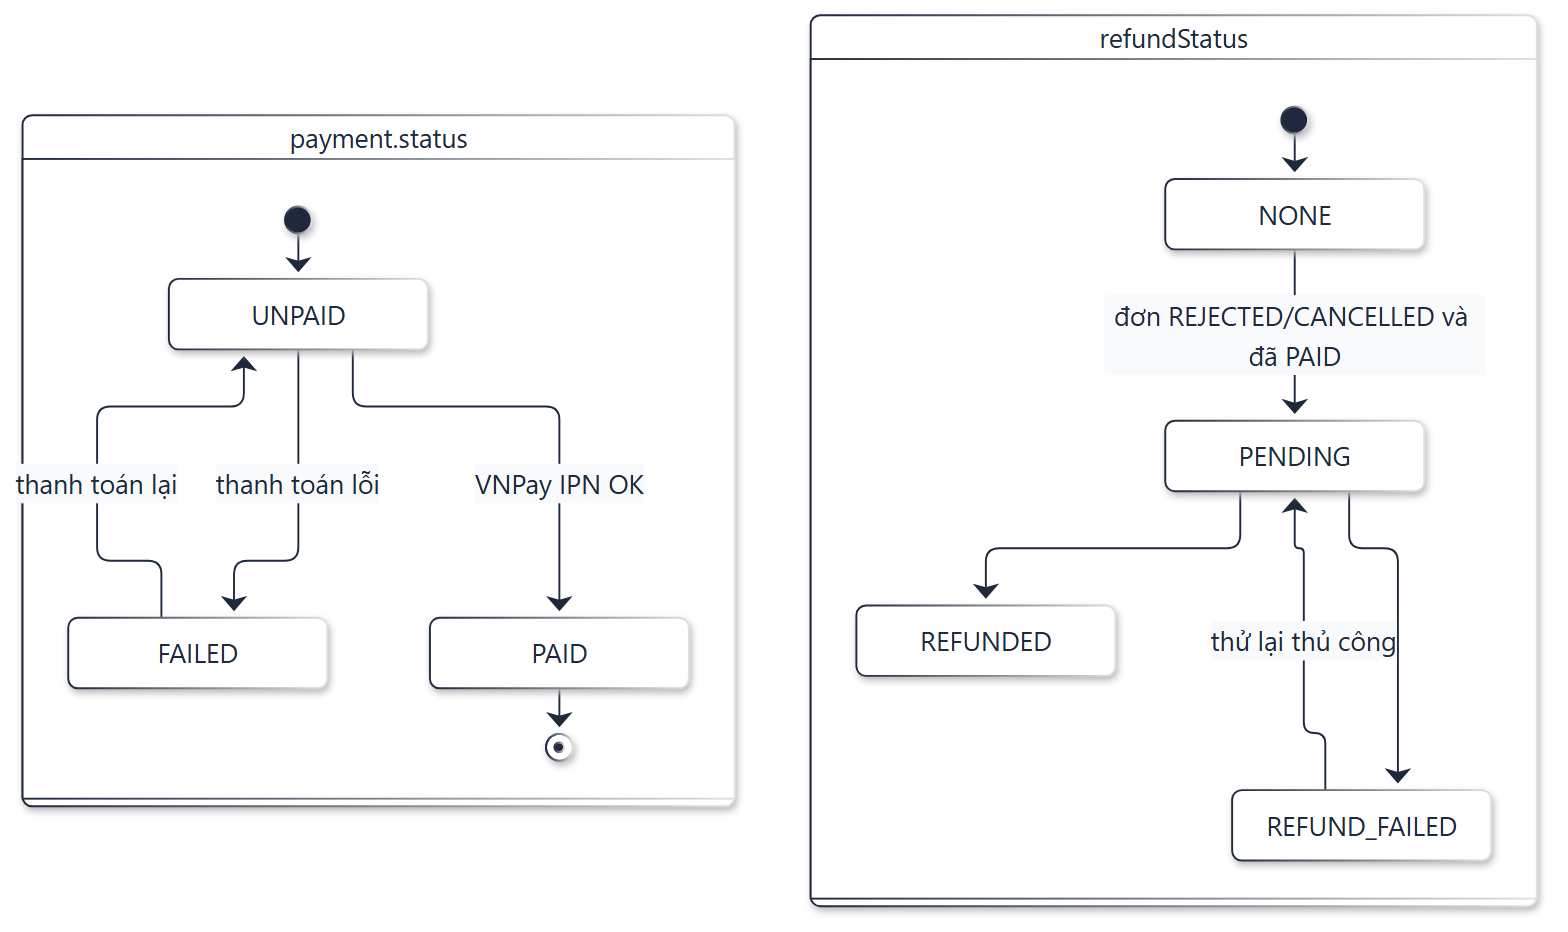 payment.status
UNPAID
thanh toán lại
thanh toán lỗi
VNPay IPN OK
FAILED
PAID
refundStatus
NONE
đơn REJECTED/CANCELLED và
đã PAID
PENDING
REFUNDED
thử lại thủ công
REFUND_FAILED